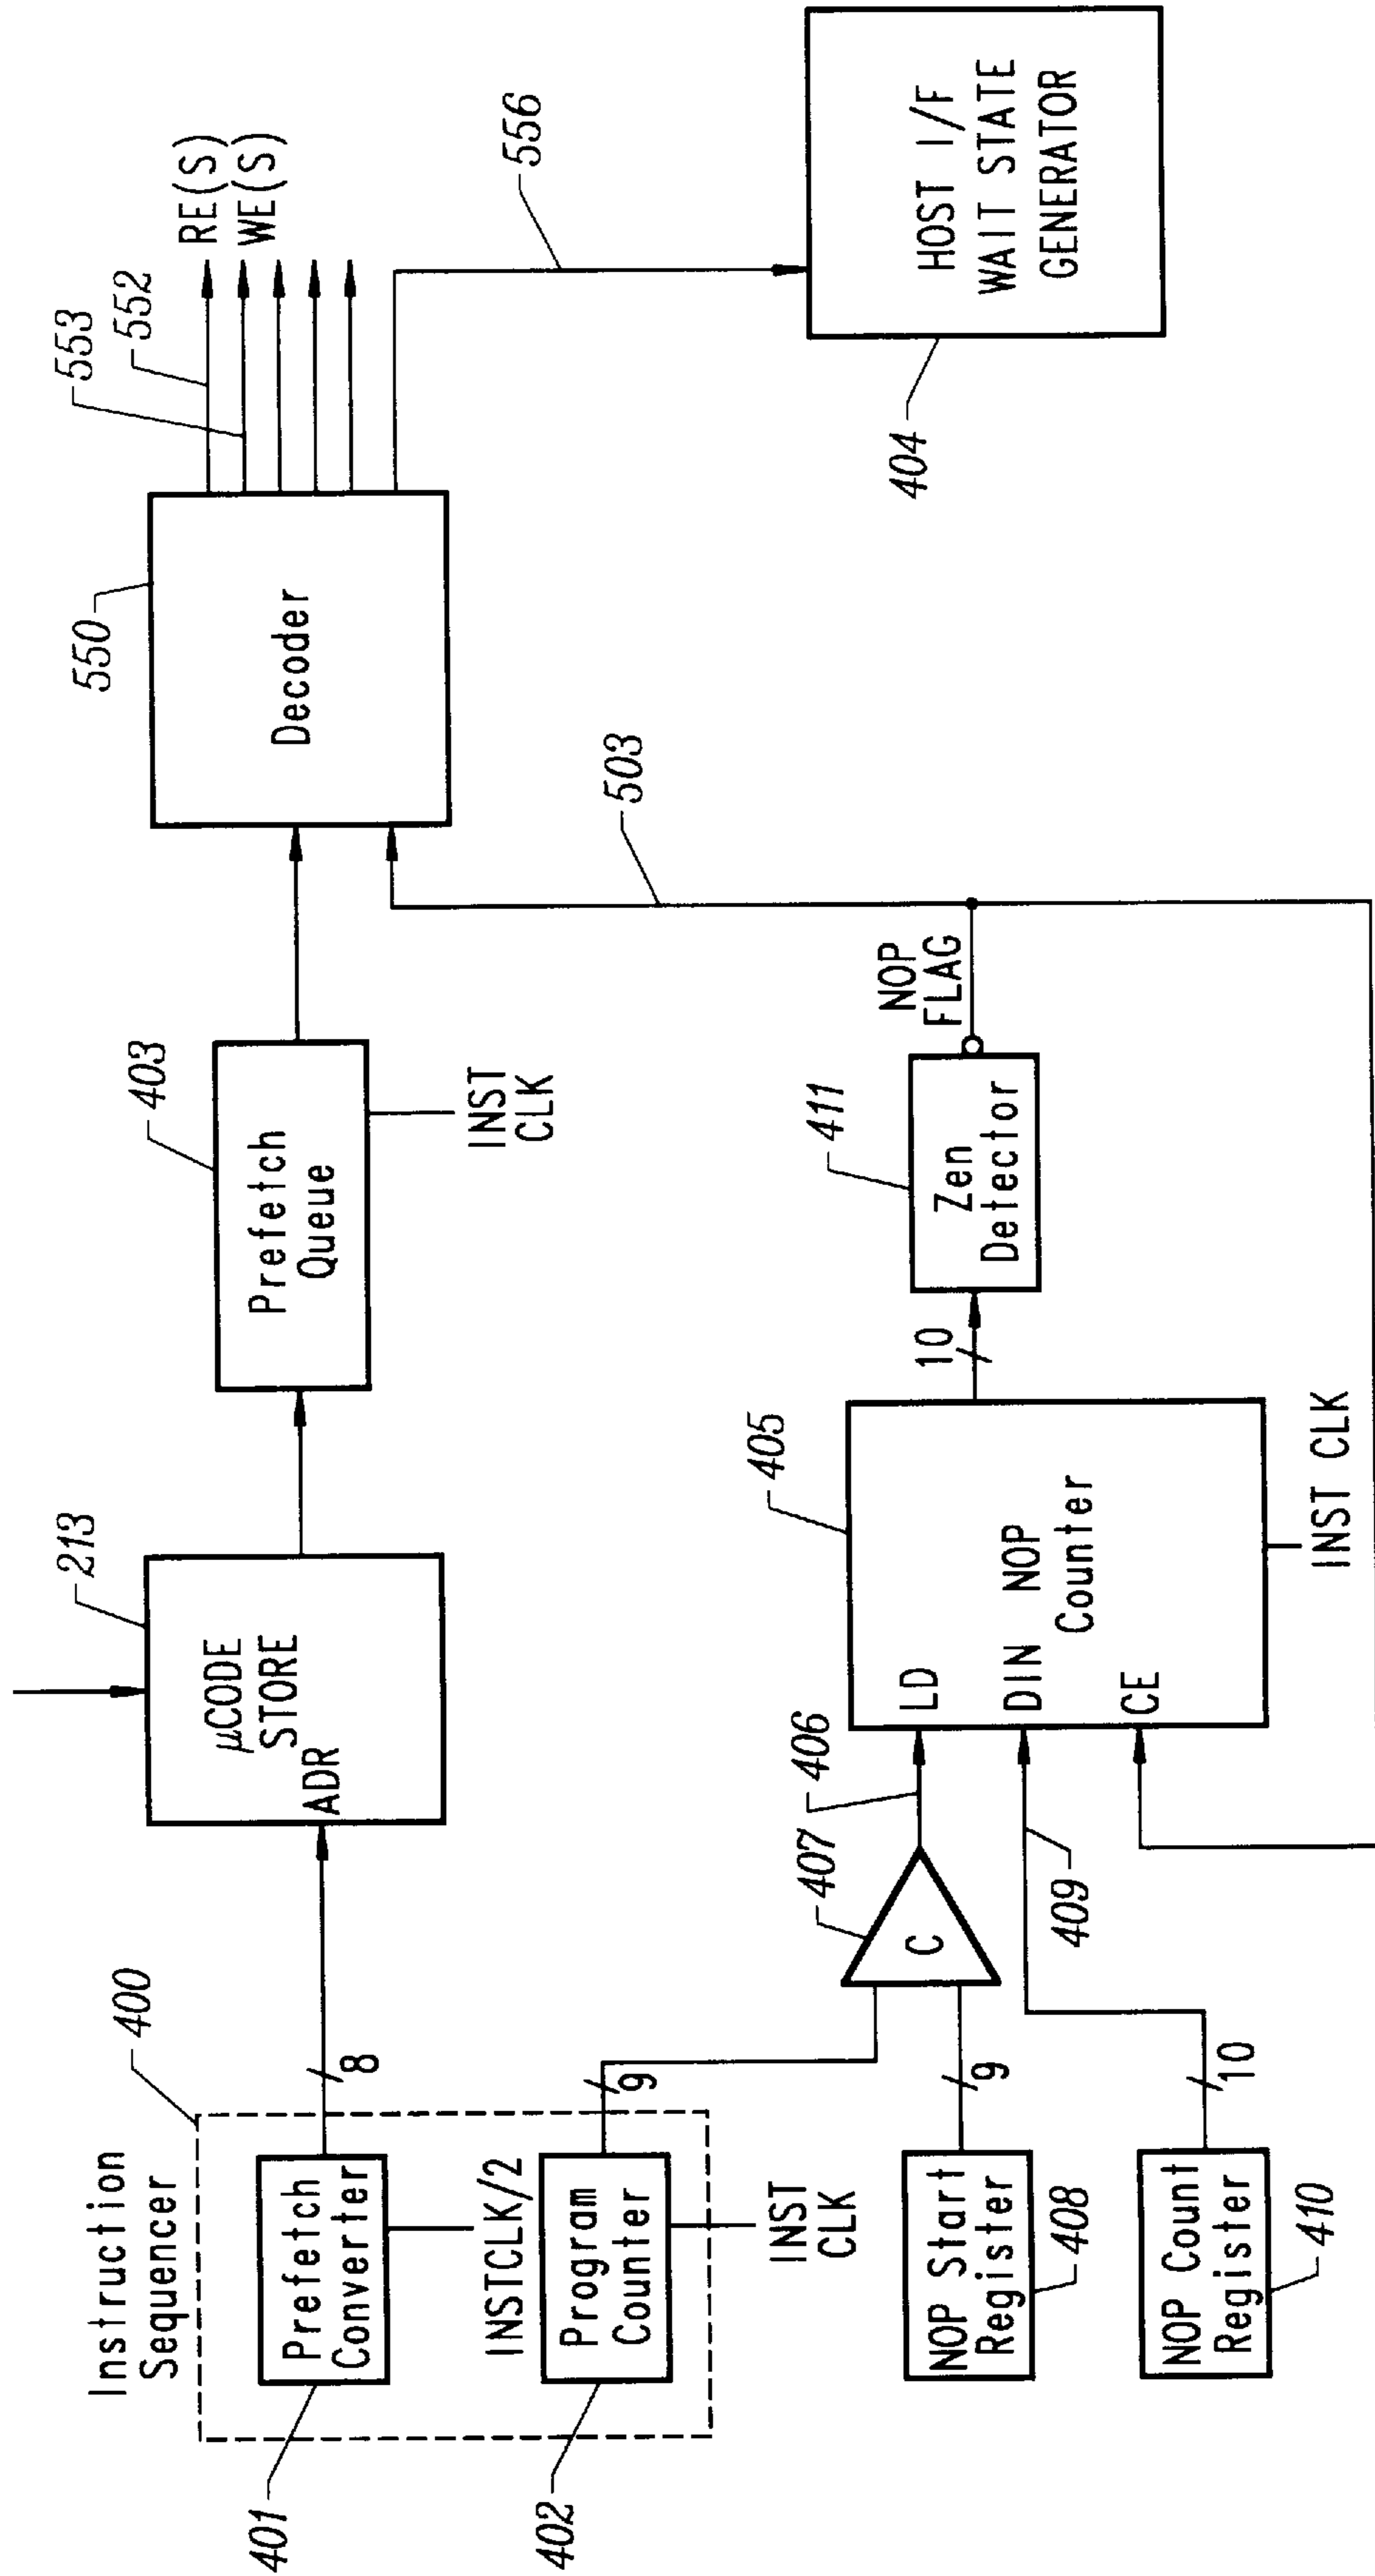 Instruction
Sequencer
400
401
Prefetch
Converter
8
INSTCLK/2
402
Program
Counter
9
INST
CLK
213
μCODE
STORE
ADR
403
Prefetch
Queue
INST
CLK
550
Decoder
553
552
RE(S)
WE(S)
556
HOST I/F
WAIT STATE
GENERATOR
404
503
NOP Start
Register
408
9
NOP Count
Register
410
10
C
407
406
409
405
LD
DIN NOP
Counter
CE
INST CLK
10
411
Zen
Detector
NOP
FLAG